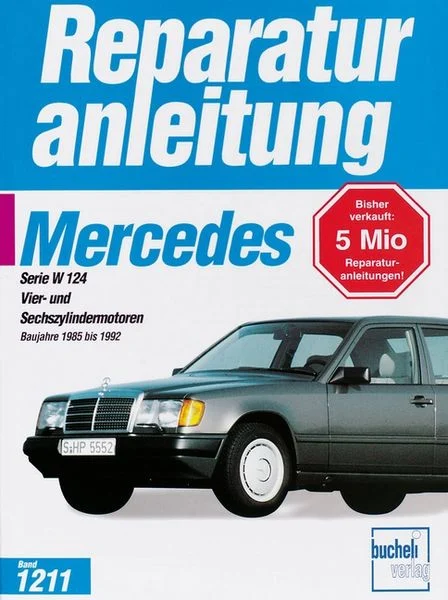 Reparatur
anleitung
Mercedes
Serie W 124
Vier- und
Sechszylindermotoren
Baujahre 1985 bis 1992
Bisher
verkauft:
5 Mio
Reparatur-
anleitungen!
S·HP 5552
Band
1211
bucheli
verlag